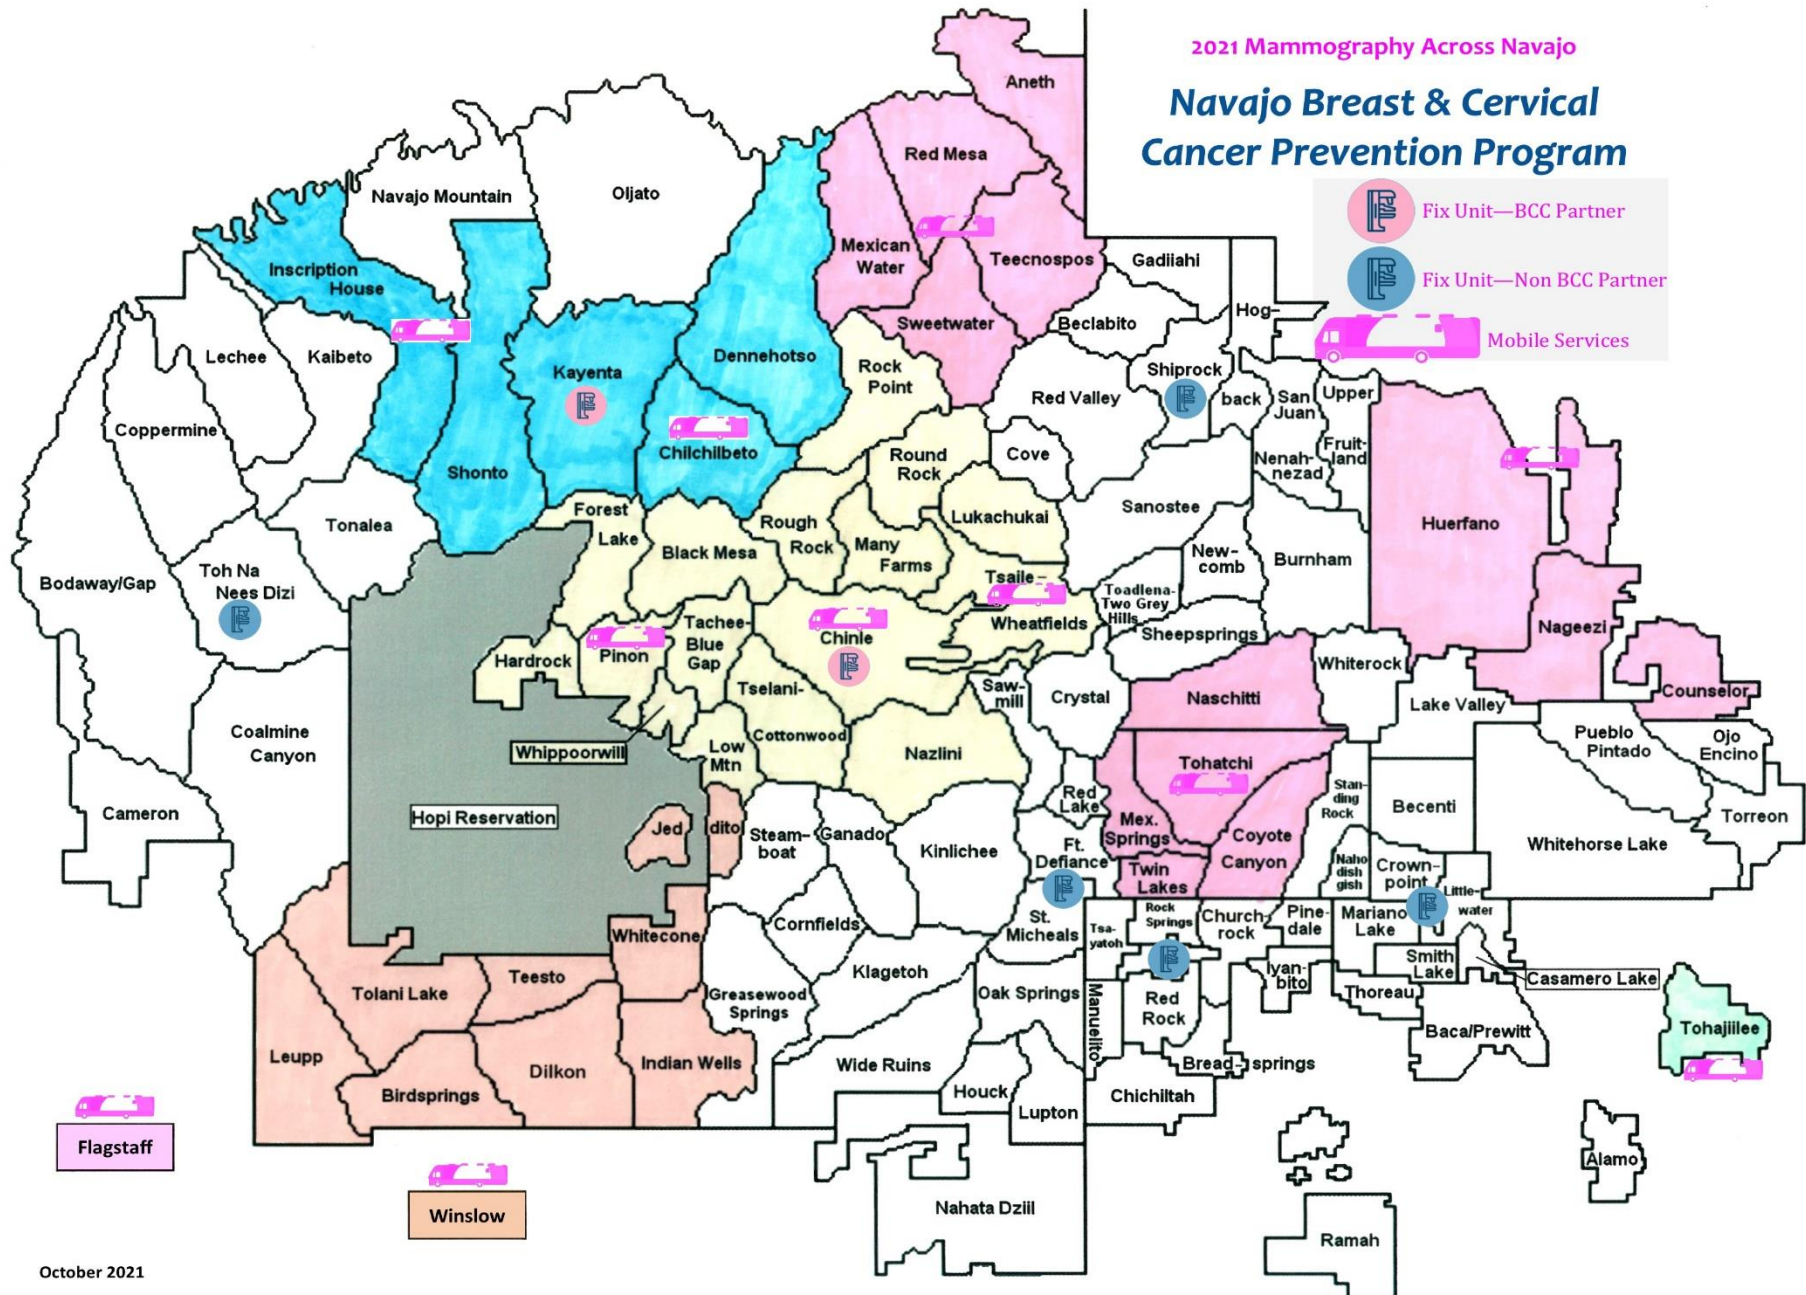 2021 Mammography Across Navajo
Navajo Breast & Cervical
Cancer Prevention Program
Fix Unit—BCC Partner
Fix Unit—Non BCC Partner
Mobile Services
Aneth
Red Mesa
Navajo Mountain
Oljato
Mexican
Water
Teecnospos
Gadiiahi
Inscription
House
Hog-
back
Sweetwater
Beclabito
Lechee
Kaibeto
Dennehotso
Kayenta
Rock
Point
Shiprock
Red Valley
San
Juan
Upper
Fruit-
land
Coppermine
Chilchilbeto
Shonto
Round
Rock
Cove
Nenah-
nezad
Forest
Lake
Tonalea
Rough
Rock
Lukachukai
Sanostee
Huerfano
Black Mesa
Many
Farms
New-
comb
Burnham
Bodaway/Gap
Toh Na
Nees Dizi
Tsaile-
Wheatfields
Toadlena-
Two Grey
Hills
Tachee-
Blue
Gap
Chinle
Sheepsprings
Nageezi
Hardrock
Pinon
Whiterock
Tselani-
Cottonwood
Saw-
mill
Crystal
Naschitti
Counselor
Lake Valley
Coalmine
Canyon
Whippoorwill
Low
Mtn
Nazlini
Tohatchi
Pueblo
Pintado
Ojo
Encino
Red
Lake
Stan-
ding
Rock
Becenti
Cameron
Hopi Reservation
Jed
dito
Steam-
boat
Ganado
Kinlichee
Mex.
Springs
Coyote
Canyon
Torreon
Whitehorse Lake
Ft.
Defiance
Twin
Lakes
Naho
dish
gish
Crown-
point
Little-
water
Whitecone
Cornfields
St.
Micheals
Tsa-
yatoh
Rock
Springs
Church-
rock
Pine-
dale
Mariano
Lake
Teesto
Klagetoh
Smith
Lake
Casamero Lake
Tolani Lake
Greasewood
Springs
Oak Springs
Manuelito
Red
Rock
Iyan-
bito
Thoreau
Baca/Prewitt
Tohajiilee
Leupp
Dilkon
Indian Wells
Wide Ruins
Bread-springs
Birdsprings
Houck
Lupton
Chichiltah
Flagstaff
Winslow
Nahata Dziil
Alamo
Ramah
October 2021